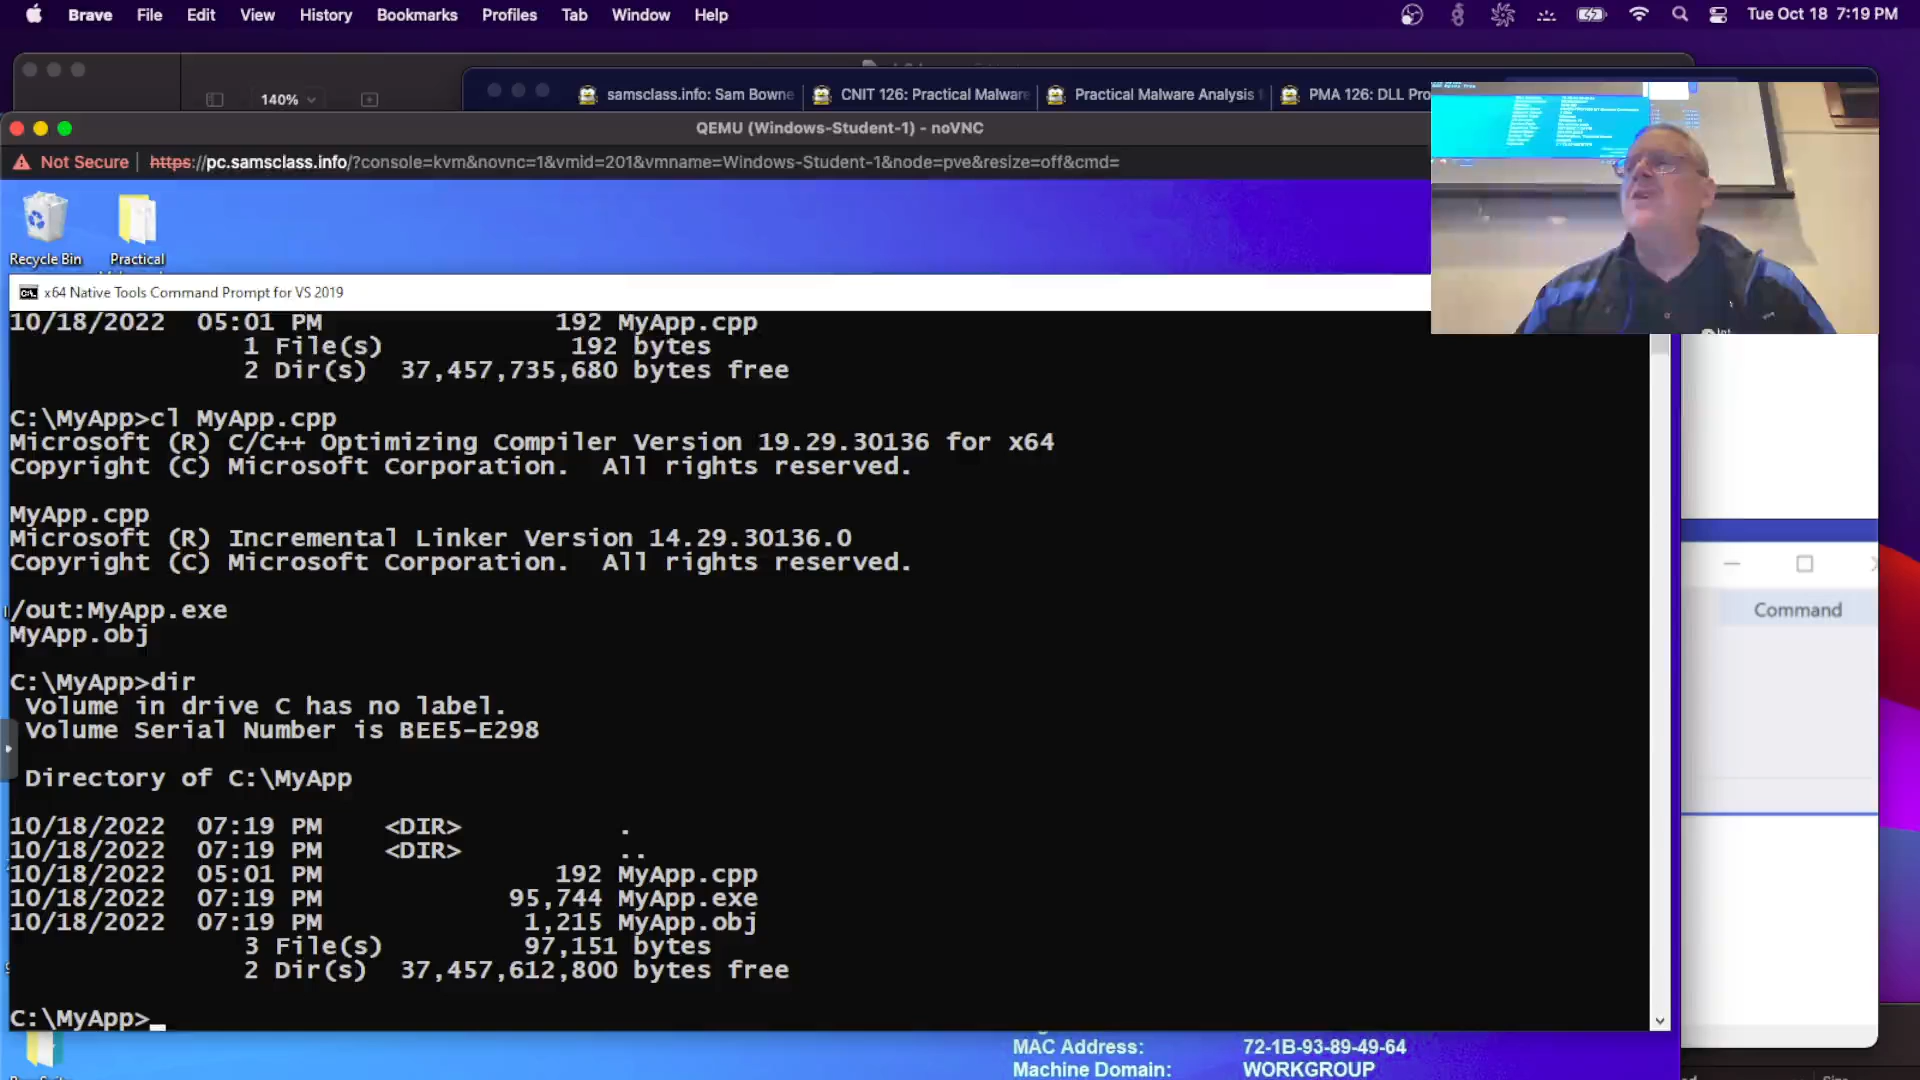 Brave File Edit View History Bookmarks Profiles Tab Window Help Tue Oct 18 7:19 PM
140%
samsclass.info: Sam Bowne CNIT 126: Practical Malware Practical Malware Analysis PMA 126: DLL Pro
QEMU (Windows-Student-1) - noVNC
Not Secure https://pc.samsclass.info/?console=kvm&novnc=1&vmid=201&vmname=Windows-Student-1&node=pve&resize=off&cmd=
Recycle Bin Practical
x64 Native Tools Command Prompt for VS 2019
10/18/2022 05:01 PM 192 MyApp.cpp
1 File(s) 192 bytes
2 Dir(s) 37,457,735,680 bytes free
C:\MyApp>cl MyApp.cpp
Microsoft (R) C/C++ Optimizing Compiler Version 19.29.30136 for x64
Copyright (C) Microsoft Corporation. All rights reserved.
MyApp.cpp
Microsoft (R) Incremental Linker Version 14.29.30136.0
Copyright (C) Microsoft Corporation. All rights reserved.
/out:MyApp.exe
MyApp.obj
Command
C:\MyApp>dir
Volume in drive C has no label.
Volume Serial Number is BEE5-E298
Directory of C:\MyApp
10/18/2022 07:19 PM <DIR> .
10/18/2022 07:19 PM <DIR> ..
10/18/2022 05:01 PM 192 MyApp.cpp
10/18/2022 07:19 PM 95,744 MyApp.exe
10/18/2022 07:19 PM 1,215 MyApp.obj
3 File(s) 97,151 bytes
2 Dir(s) 37,457,612,800 bytes free
C:\MyApp>
MAC Address: 72-1B-93-89-49-64
Machine Domain: WORKGROUP